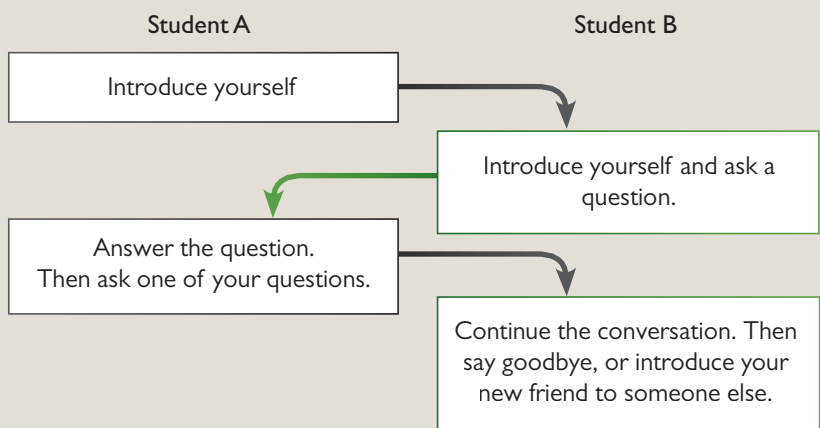 Student A
Student B
Introduce yourself
Introduce yourself and ask a
question.
Answer the question.
Then ask one of your questions.
Continue the conversation. Then
say goodbye, or introduce your
new friend to someone else.